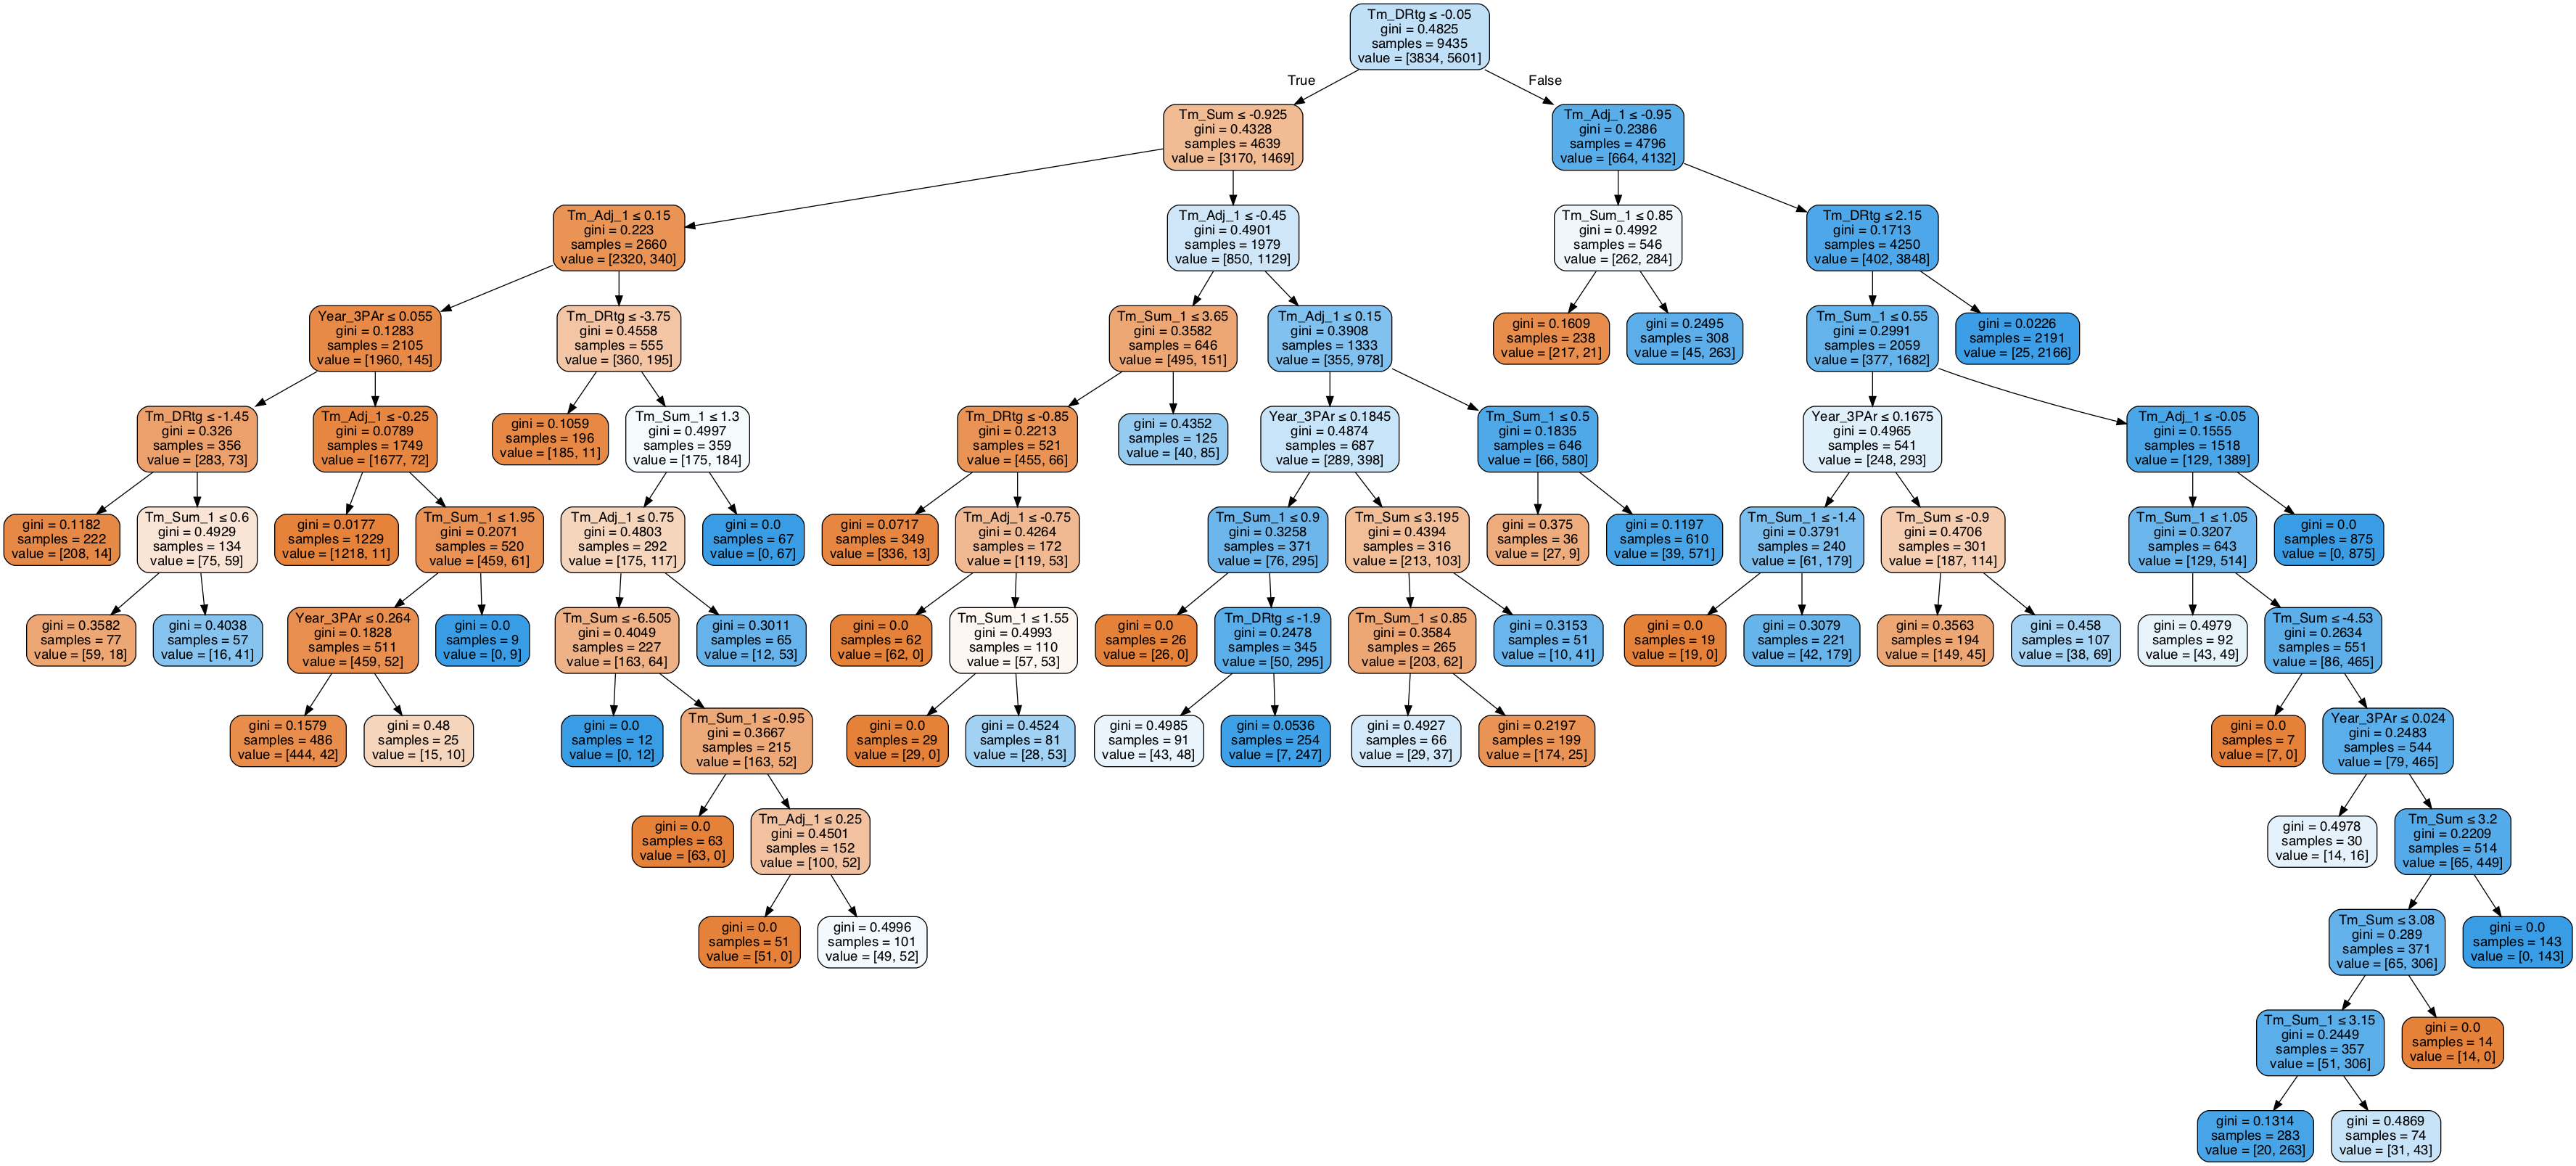 Tm_DRtg ≤ -0.05
gini = 0.4825
samples = 9435
value = [3834, 5601]
True
False
Tm_Sum ≤ -0.925
gini = 0.4328
samples = 4639
value = [3170, 1469]
Tm_Adj_1 ≤ -0.95
gini = 0.2386
samples = 4796
value = [664, 4132]
Tm_Adj_1 ≤ 0.15
gini = 0.223
samples = 2660
value = [2320, 340]
Tm_Adj_1 ≤ -0.45
gini = 0.4901
samples = 1979
value = [850, 1129]
Tm_Sum_1 ≤ 0.85
gini = 0.4992
samples = 546
value = [262, 284]
Tm_DRtg ≤ 2.15
gini = 0.1713
samples = 4250
value = [402, 3848]
Year_3PAr ≤ 0.055
gini = 0.1283
samples = 2105
value = [1960, 145]
Tm_DRtg ≤ -3.75
gini = 0.4558
samples = 555
value = [360, 195]
Tm_Sum_1 ≤ 3.65
gini = 0.3582
samples = 646
value = [495, 151]
Tm_Adj_1 ≤ 0.15
gini = 0.3908
samples = 1333
value = [355, 978]
gini = 0.1609
samples = 238
value = [217, 21]
gini = 0.2495
samples = 308
value = [45, 263]
Tm_Sum_1 ≤ 0.55
gini = 0.2991
samples = 2059
value = [377, 1682]
gini = 0.0226
samples = 2191
value = [25, 2166]
Tm_DRtg ≤ -1.45
gini = 0.326
samples = 356
value = [283, 73]
Tm_Adj_1 ≤ -0.25
gini = 0.0789
samples = 1749
value = [1677, 72]
gini = 0.1059
samples = 196
value = [185, 11]
Tm_Sum_1 ≤ 1.3
gini = 0.4997
samples = 359
value = [175, 184]
Tm_DRtg ≤ -0.85
gini = 0.2213
samples = 521
value = [455, 66]
gini = 0.4352
samples = 125
value = [40, 85]
Year_3PAr ≤ 0.1845
gini = 0.4874
samples = 687
value = [289, 398]
Tm_Sum_1 ≤ 0.5
gini = 0.1835
samples = 646
value = [66, 580]
Year_3PAr ≤ 0.1675
gini = 0.4965
samples = 541
value = [248, 293]
Tm_Adj_1 ≤ -0.05
gini = 0.1555
samples = 1518
value = [129, 1389]
gini = 0.1182
samples = 222
value = [208, 14]
Tm_Sum_1 ≤ 0.6
gini = 0.4929
samples = 134
value = [75, 59]
gini = 0.0177
samples = 1229
value = [1218, 11]
Tm_Sum_1 ≤ 1.95
gini = 0.2071
samples = 520
value = [459, 61]
Tm_Adj_1 ≤ 0.75
gini = 0.4803
samples = 292
value = [175, 117]
gini = 0.0
samples = 67
value = [0, 67]
gini = 0.0717
samples = 349
value = [336, 13]
Tm_Adj_1 ≤ -0.75
gini = 0.4264
samples = 172
value = [119, 53]
Tm_Sum_1 ≤ 0.9
gini = 0.3258
samples = 371
value = [76, 295]
Tm_Sum ≤ 3.195
gini = 0.4394
samples = 316
value = [213, 103]
gini = 0.375
samples = 36
value = [27, 9]
gini = 0.1197
samples = 610
value = [39, 571]
Tm_Sum_1 ≤ -1.4
gini = 0.3791
samples = 240
value = [61, 179]
Tm_Sum ≤ -0.9
gini = 0.4706
samples = 301
value = [187, 114]
Tm_Sum_1 ≤ 1.05
gini = 0.3207
samples = 643
value = [129, 514]
gini = 0.0
samples = 875
value = [0, 875]
gini = 0.3582
samples = 77
value = [59, 18]
gini = 0.4038
samples = 57
value = [16, 41]
Year_3PAr ≤ 0.264
gini = 0.1828
samples = 511
value = [459, 52]
gini = 0.0
samples = 9
value = [0, 9]
Tm_Sum ≤ -6.505
gini = 0.4049
samples = 227
value = [163, 64]
gini = 0.3011
samples = 65
value = [12, 53]
gini = 0.0
samples = 62
value = [62, 0]
Tm_Sum_1 ≤ 1.55
gini = 0.4993
samples = 110
value = [57, 53]
gini = 0.0
samples = 26
value = [26, 0]
Tm_DRtg ≤ -1.9
gini = 0.2478
samples = 345
value = [50, 295]
Tm_Sum_1 ≤ 0.85
gini = 0.3584
samples = 265
value = [203, 62]
gini = 0.3153
samples = 51
value = [10, 41]
gini = 0.0
samples = 19
value = [19, 0]
gini = 0.3079
samples = 221
value = [42, 179]
gini = 0.3563
samples = 194
value = [149, 45]
gini = 0.458
samples = 107
value = [38, 69]
gini = 0.4979
samples = 92
value = [43, 49]
Tm_Sum ≤ -4.53
gini = 0.2634
samples = 551
value = [86, 465]
gini = 0.1579
samples = 486
value = [444, 42]
gini = 0.48
samples = 25
value = [15, 10]
gini = 0.0
samples = 12
value = [0, 12]
Tm_Sum_1 ≤ -0.95
gini = 0.3667
samples = 215
value = [163, 52]
gini = 0.0
samples = 29
value = [29, 0]
gini = 0.4524
samples = 81
value = [28, 53]
gini = 0.4985
samples = 91
value = [43, 48]
gini = 0.0536
samples = 254
value = [7, 247]
gini = 0.4927
samples = 66
value = [29, 37]
gini = 0.2197
samples = 199
value = [174, 25]
gini = 0.0
samples = 7
value = [7, 0]
Year_3PAr ≤ 0.024
gini = 0.2483
samples = 544
value = [79, 465]
gini = 0.0
samples = 63
value = [63, 0]
Tm_Adj_1 ≤ 0.25
gini = 0.4501
samples = 152
value = [100, 52]
gini = 0.4978
samples = 30
value = [14, 16]
Tm_Sum ≤ 3.2
gini = 0.2209
samples = 514
value = [65, 449]
gini = 0.0
samples = 51
value = [51, 0]
gini = 0.4996
samples = 101
value = [49, 52]
Tm_Sum ≤ 3.08
gini = 0.289
samples = 371
value = [65, 306]
gini = 0.0
samples = 143
value = [0, 143]
Tm_Sum_1 ≤ 3.15
gini = 0.2449
samples = 357
value = [51, 306]
gini = 0.0
samples = 14
value = [14, 0]
gini = 0.1314
samples = 283
value = [20, 263]
gini = 0.4869
samples = 74
value = [31, 43]